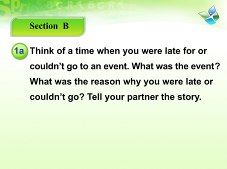 Section B
1a Think of a time when you were late for or
couldn't go to an event. What was the event?
What was the reason why you were late or
couldn't go? Tell your partner the story.